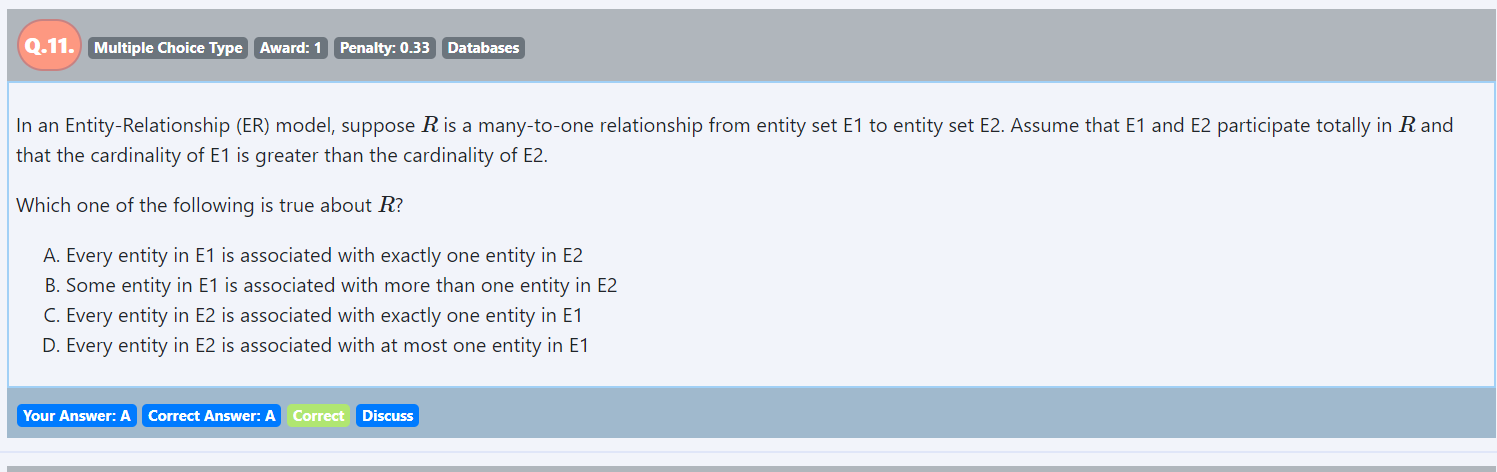 Q.11. Multiple Choice Type Award: 1 Penalty: 0.33 Databases
In an Entity-Relationship (ER) model, suppose R is a many-to-one relationship from entity set E1 to entity set E2. Assume that E1 and E2 participate totally in R and
that the cardinality of E1 is greater than the cardinality of E2.
Which one of the following is true about R?
A. Every entity in E1 is associated with exactly one entity in E2
B. Some entity in E1 is associated with more than one entity in E2
C. Every entity in E2 is associated with exactly one entity in E1
D. Every entity in E2 is associated with at most one entity in E1
Your Answer: A Correct Answer: A Correct Discuss